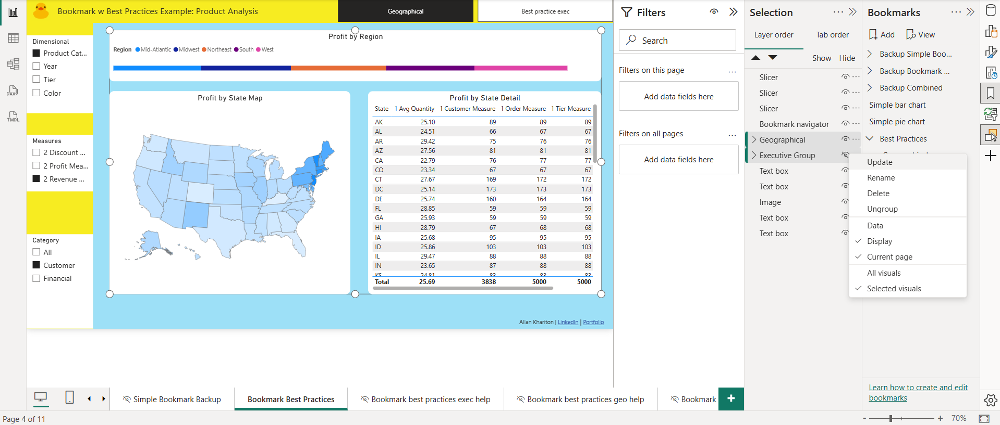 Bookmark w Best Practices Example: Product Analysis
Geographical
Best practice exec
Dimensional
Product Cat...
Year
Tier
Color
Measures
2 Discount ...
2 Profit Mea...
2 Revenue ...
Category
All
Customer
Financial
DAX
TMDL
Profit by Region
Region Mid-Atlantic Midwest Northeast South West
Profit by State Map
Profit by State Detail
State 1 Avg Quantity 1 Customer Measure 1 Order Measure 1 Tier Measure
AK 25.10 89 89 89
AL 24.51 66 67 67
AR 29.42 75 76 76
AZ 27.56 81 81 81
CA 22.79 76 77 77
CO 23.34 67 67 67
CT 27.67 169 172 172
DC 25.14 173 173 173
DE 25.74 160 164 164
FL 28.85 59 59 59
GA 25.93 59 59 59
HI 28.79 67 68 68
IA 25.68 95 95 95
ID 25.86 103 103 103
IL 29.47 88 88 88
IN 23.65 87 88 88
KS 24.81 83 83 83
Total 25.69 3838 5000 5000
Allan Khariton | LinkedIn | Portfolio
Filters
Search
Filters on this page
Add data fields here
Filters on all pages
Add data fields here
Selection
Layer order
Tab order
Show Hide
Slicer
Slicer
Slicer
Bookmark navigator
Geographical
Executive Group
Text box
Text box
Image
Text box
Text box
Bookmarks
Add View
Backup Simple Boo...
Backup Bookmark ...
Backup Combined
Simple bar chart
Simple pie chart
Best Practices
Update
Rename
Delete
Ungroup
Data
Display
Current page
All visuals
Selected visuals
Learn how to create and edit
bookmarks
Simple Bookmark Backup
Bookmark Best Practices
Bookmark best practices exec help
Bookmark best practices geo help
Bookmark
Page 4 of 11
- + 70%